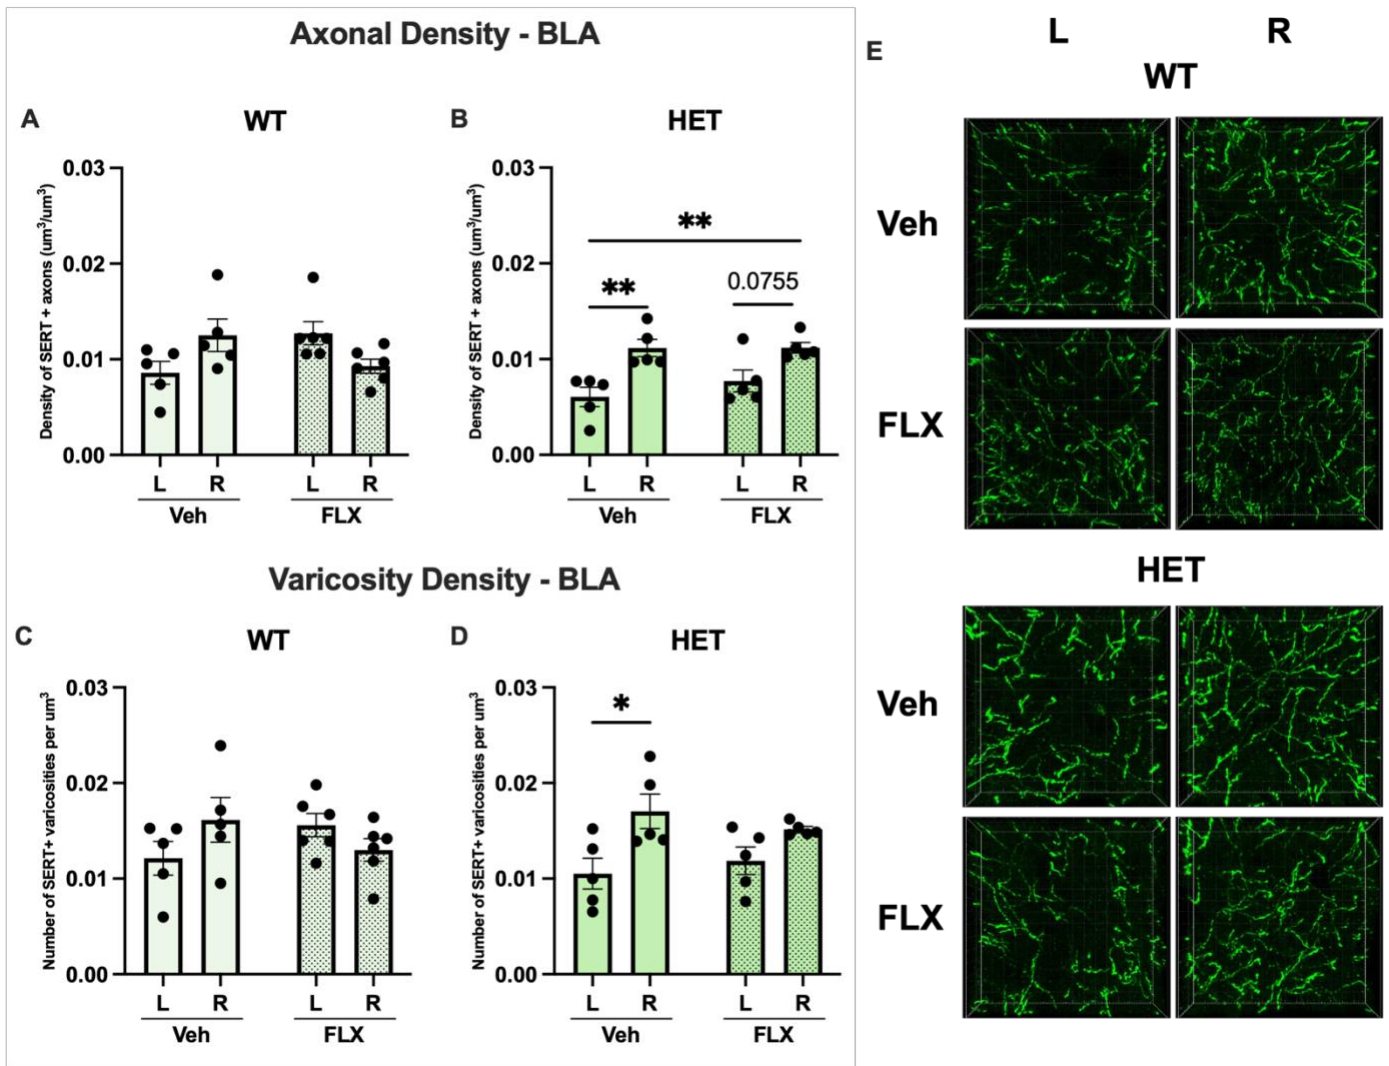 Axonal Density - BLA
A
WT
Density of SERT + axons (um³/um³)
0.03
0.02
0.01
0.00
L R L R
Veh FLX
B
HET
Density of SERT + axons (um³/um³)
0.03
0.02
0.01
0.00
**
**
0.0755
L R L R
Veh FLX
Varicosity Density - BLA
C
WT
Number of SERT+ varicosities per um³
0.03
0.02
0.01
0.00
L R L R
Veh FLX
D
HET
Number of SERT+ varicosities per um³
0.03
0.02
0.01
0.00
*
L R L R
Veh FLX
E
L R
WT
Veh
FLX
HET
Veh
FLX